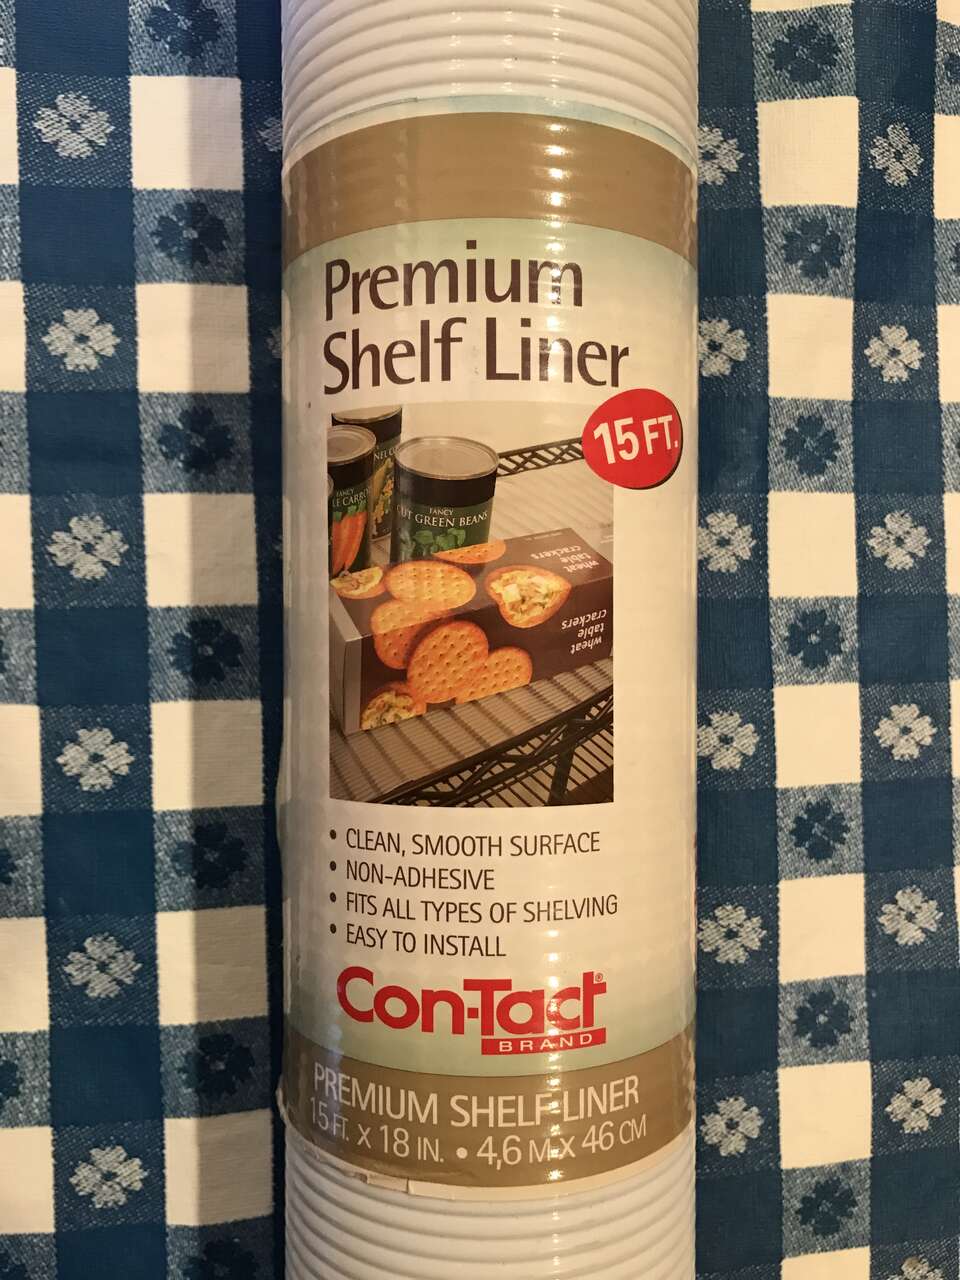 Premium
Shelf Liner
15 FT.
FANCY
FANCY
GREEN BEANS
wheat
table
crackers
wheat
table
crackers
• CLEAN, SMOOTH SURFACE
• NON-ADHESIVE
• FITS ALL TYPES OF SHELVING
• EASY TO INSTALL
Con-Tact®
BRAND
PREMIUM SHELF LINER
15 FT. X 18 IN. • 4,6 M X 46 CM